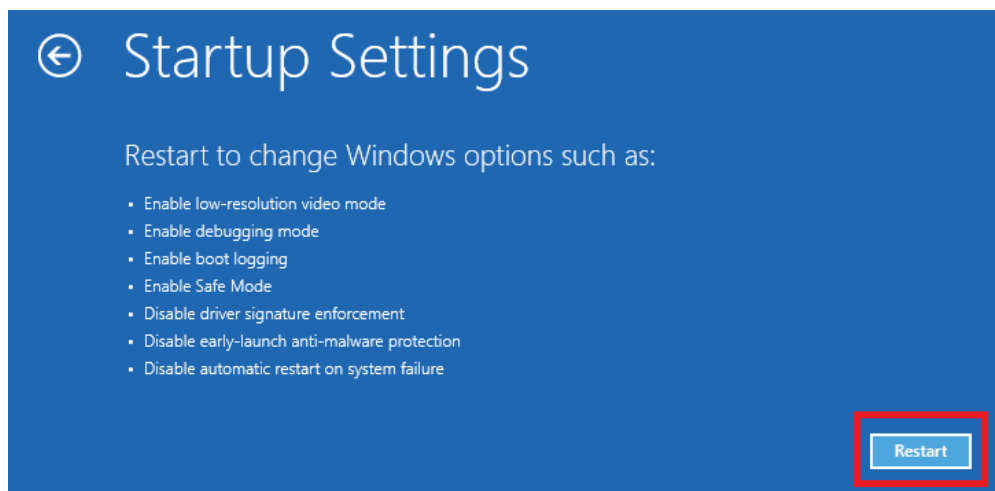 Startup Settings
Restart to change Windows options such as:
▪ Enable low-resolution video mode
▪ Enable debugging mode
▪ Enable boot logging
▪ Enable Safe Mode
▪ Disable driver signature enforcement
▪ Disable early-launch anti-malware protection
▪ Disable automatic restart on system failure
Restart